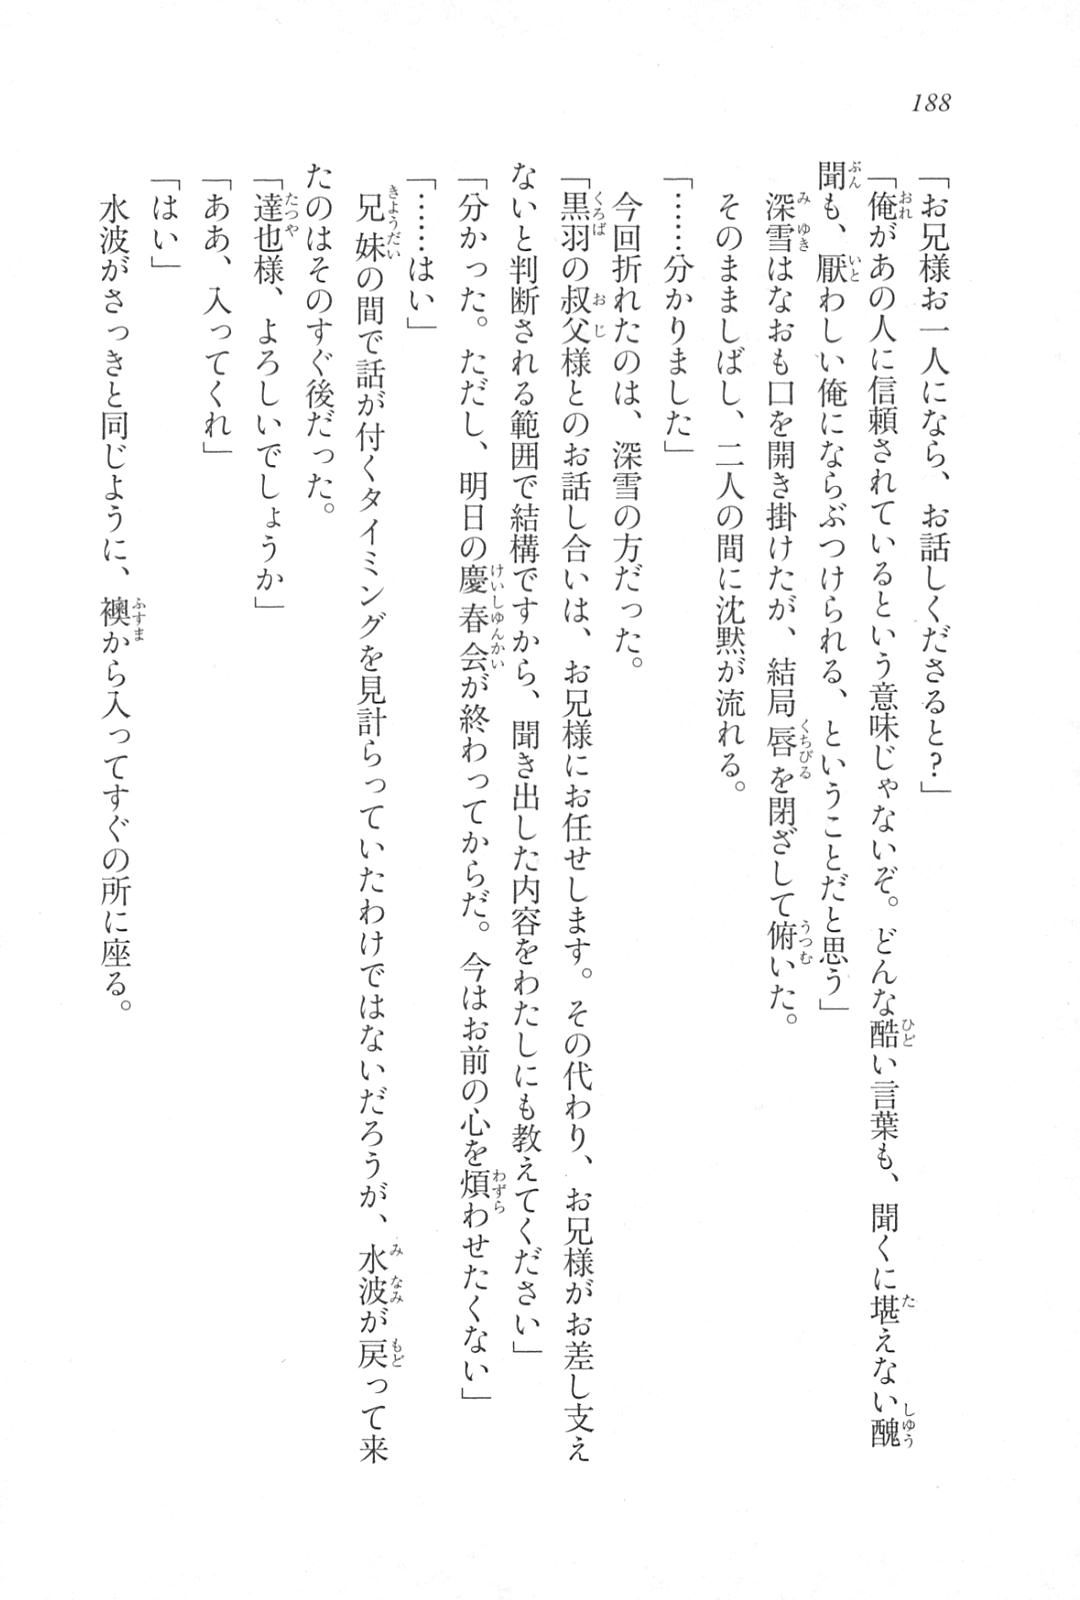 188
「お兄様お一人になら、お話しくださると？」
「俺があの人に信頼されているという意味じゃないぞ。どんな酷い言葉も、聞くに堪えない醜
聞も、厭わしい俺にならぶつけられる、ということだと思う」
深雪はなおも口を開き掛けたが、結局唇を閉ざして俯いた。
そのまましばし、二人の間に沈黙が流れる。
「……分かりました」
今回折れたのは、深雪の方だった。
「黒羽の叔父様とのお話し合いは、お兄様にお任せします。その代わり、お兄様がお差し支え
ないと判断される範囲で結構ですから、聞き出した内容をわたしにも教えてください」
「分かった。ただし、明日の慶春会が終わってからだ。今はお前の心を煩わせたくない」
「……はい」
兄妹の間で話が付くタイミングを見計らっていたわけではないだろうが、水波が戻って来
たのはそのすぐ後だった。
「達也様、よろしいでしょうか」
「ああ、入ってくれ」
「はい」
水波がさっきと同じように、襖から入ってすぐの所に座る。